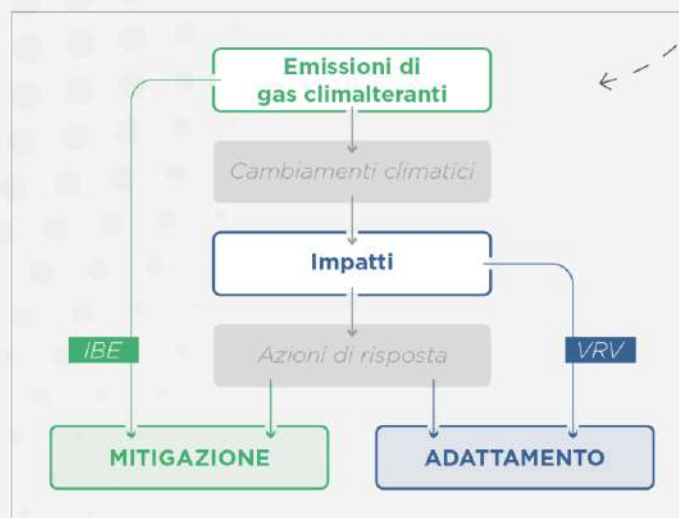 Emissioni di
gas climalteranti
Cambiamenti climatici
Impatti
Azioni di risposta
IBE
VRV
MITIGAZIONE
ADATTAMENTO